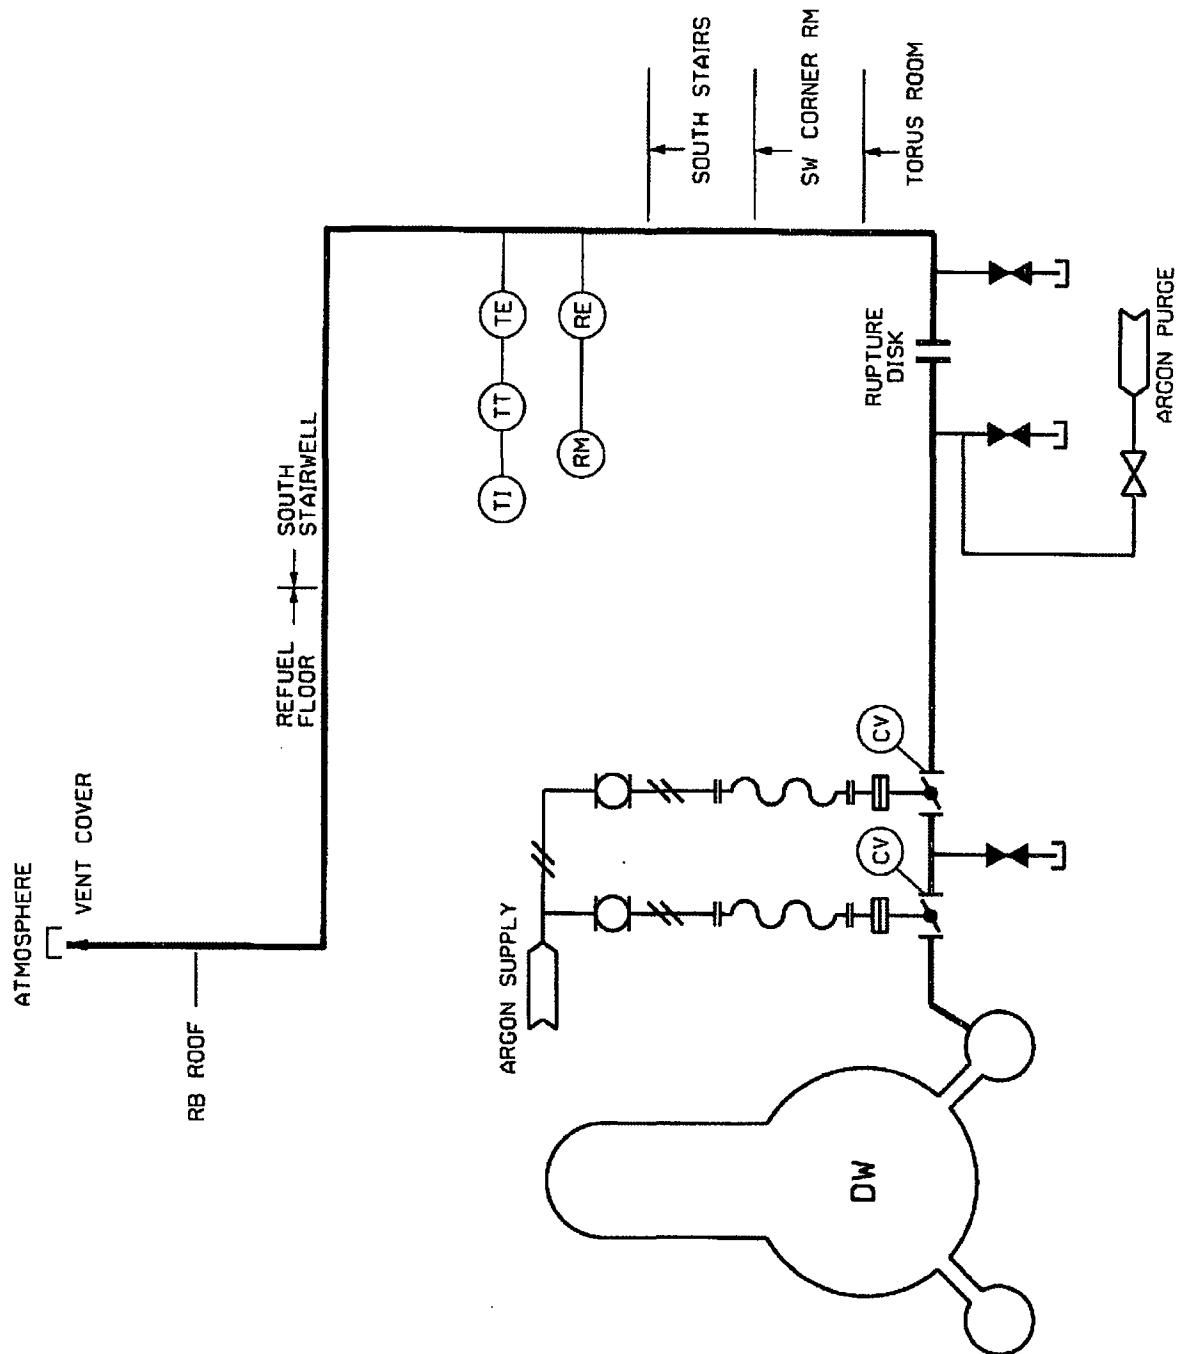 ATMOSPHERE
VENT COVER
RB ROOF
REFUEL
FLOOR
SOUTH
STAIRWELL
TI
TT
TE
RM
RE
SOUTH STAIRS
SW CORNER RM
TORUS ROOM
ARGON SUPPLY
CV
CV
RUPTURE
DISK
ARGON PURGE
DW